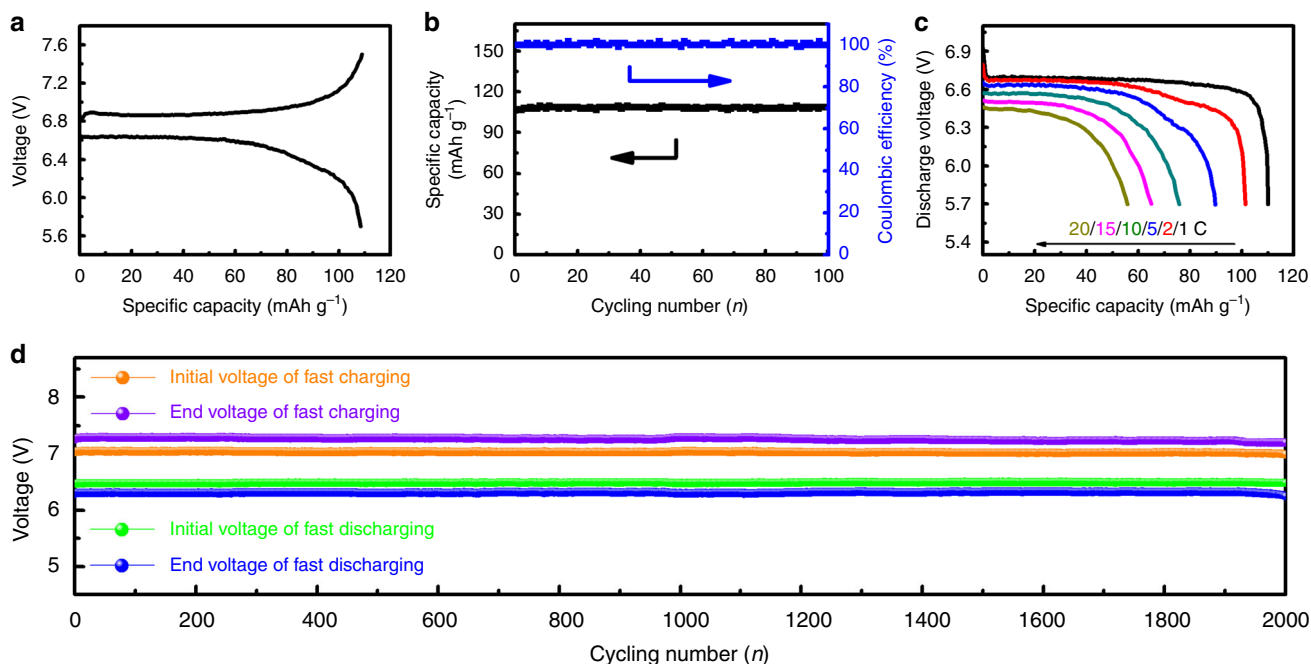 a
7.6
7.2
6.8
6.4
6.0
5.6
Voltage (V)
0 20 40 60 80 100 120
Specific capacity (mAh g⁻¹)
b
150
120
90
60
30
0
Specific capacity
(mAh g⁻¹)
100
80
60
40
20
0
Coulombic efficiency (%)
0 20 40 60 80 100
Cycling number (n)
c
6.9
6.6
6.3
6.0
5.7
5.4
Discharge voltage (V)
20/15/10/5/2/1 C
0 20 40 60 80 100 120
Specific capacity (mAh g⁻¹)
d
8
7
6
5
Voltage (V)
Initial voltage of fast charging
End voltage of fast charging
Initial voltage of fast discharging
End voltage of fast discharging
0 200 400 600 800 1000 1200 1400 1600 1800 2000
Cycling number (n)